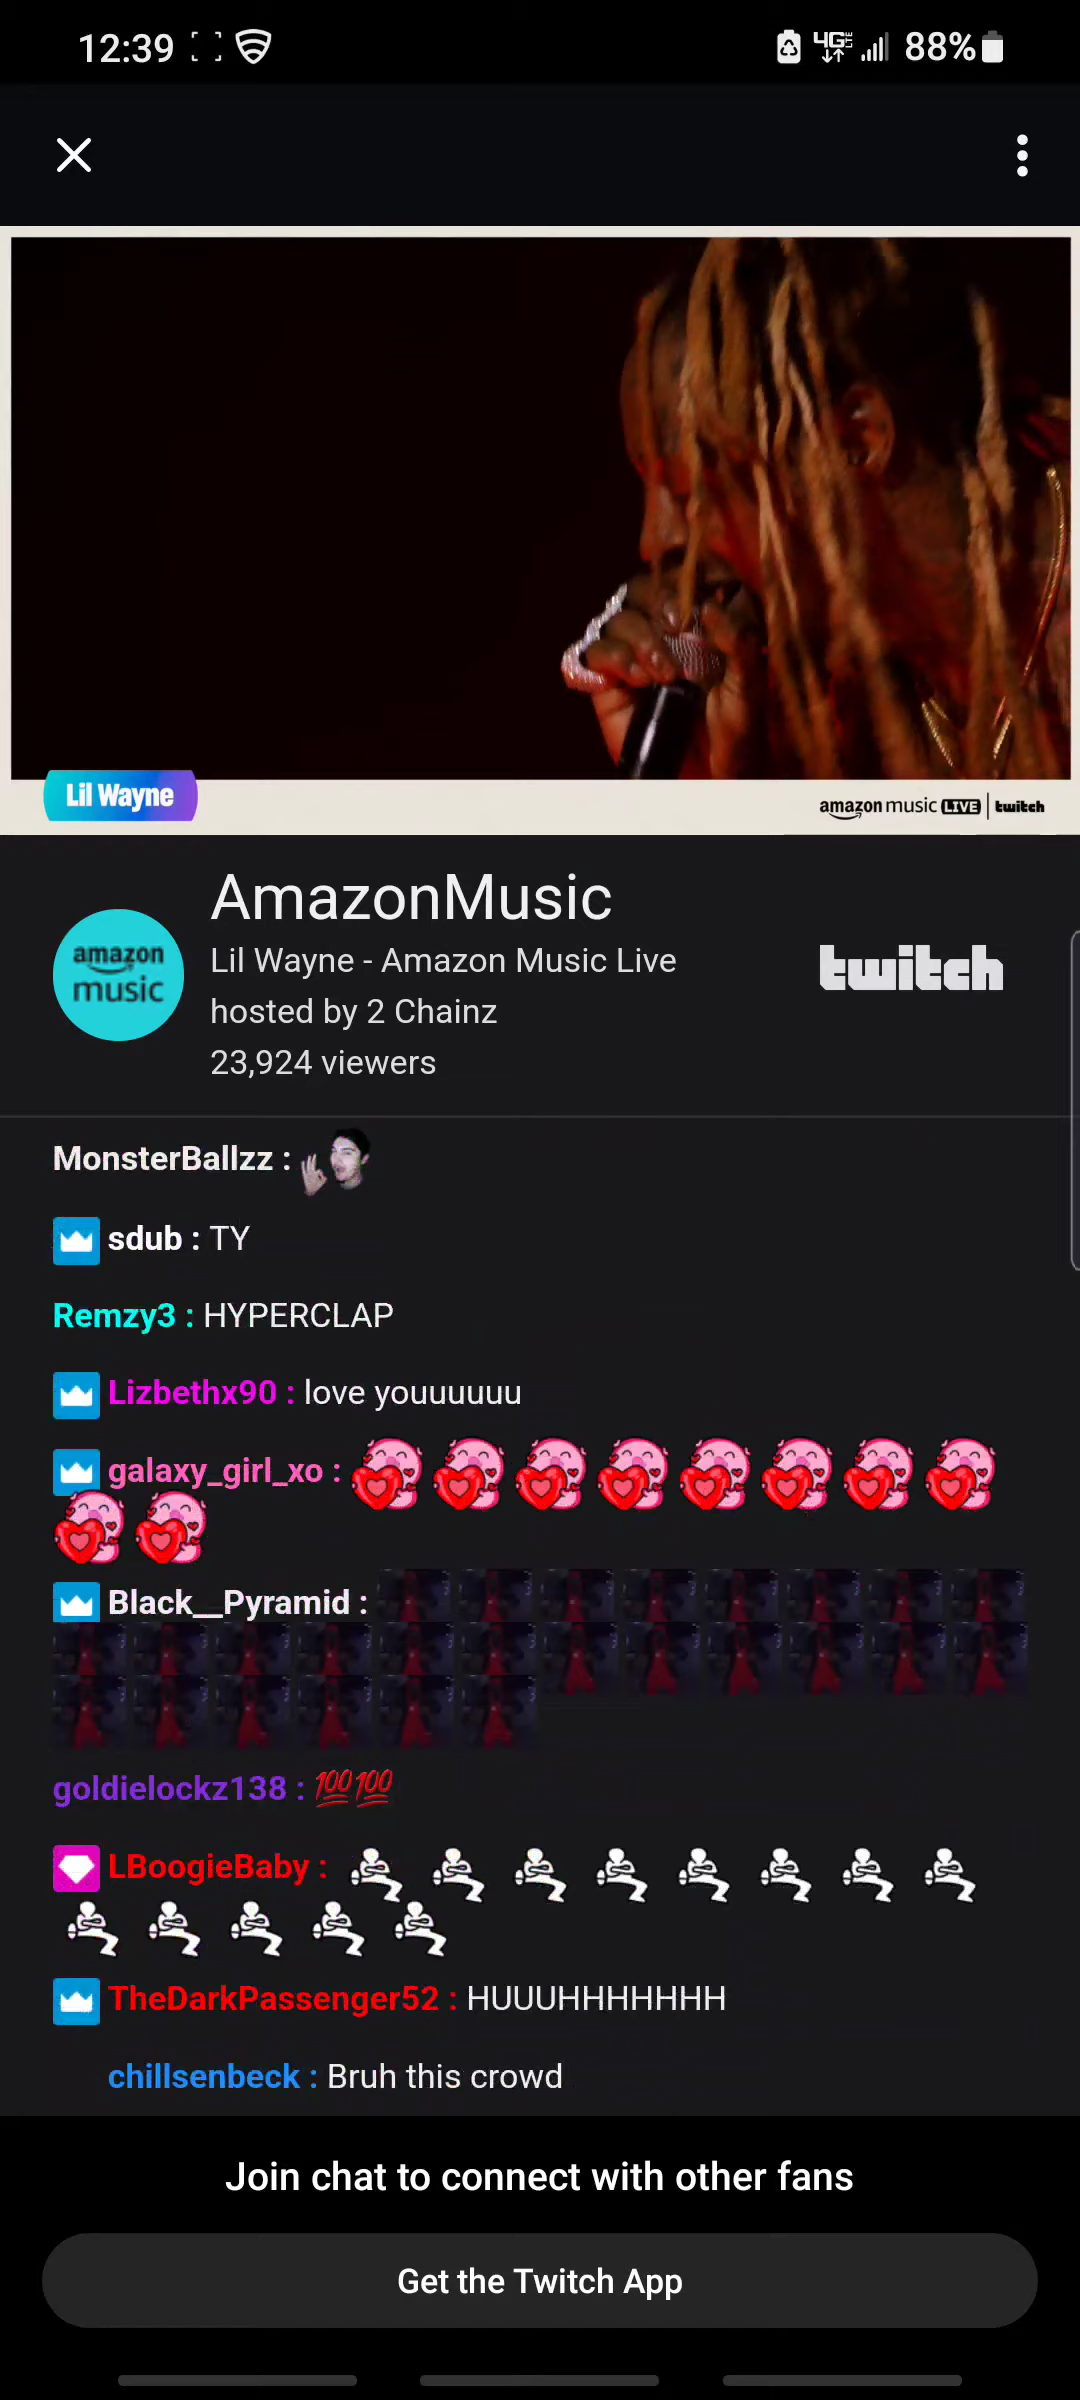 12:39
4G LTE
88%
Lil Wayne
amazon music LIVE | twitch
AmazonMusic
amazon
music
Lil Wayne - Amazon Music Live
hosted by 2 Chainz
23,924 viewers
twitch
MonsterBallzz :
sdub : TY
Remzy3 : HYPERCLAP
Lizbethx90 : love youuuuuu
galaxy_girl_xo :
Black__Pyramid :
goldielockz138 : 💯💯
LBoogieBaby :
TheDarkPassenger52 : HUUUHHHHHHH
chillsenbeck : Bruh this crowd
Join chat to connect with other fans
Get the Twitch App